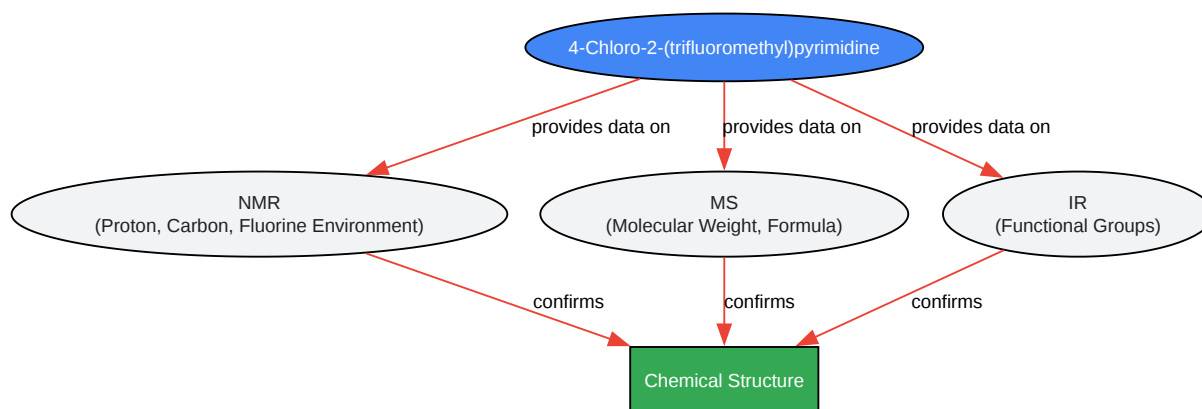 4-Chloro-2-(trifluoromethyl)pyrimidine
provides data on
provides data on
provides data on
NMR
(Proton, Carbon, Fluorine Environment)
MS
(Molecular Weight, Formula)
IR
(Functional Groups)
confirms
confirms
confirms
Chemical Structure